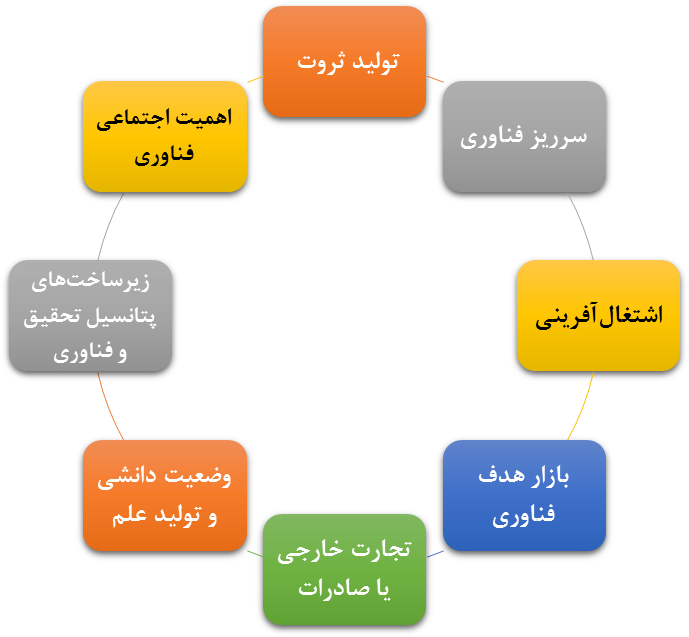 تولید ثروت
سرریز فناوری
اشتغال‌آفرینی
بازار هدف
فناوری
تجارت خارجی
یا صادرات
وضعیت دانشی
و تولید علم
زیرساخت‌های
پتانسیل تحقیق
و فناوری
اهمیت اجتماعی
فناوری